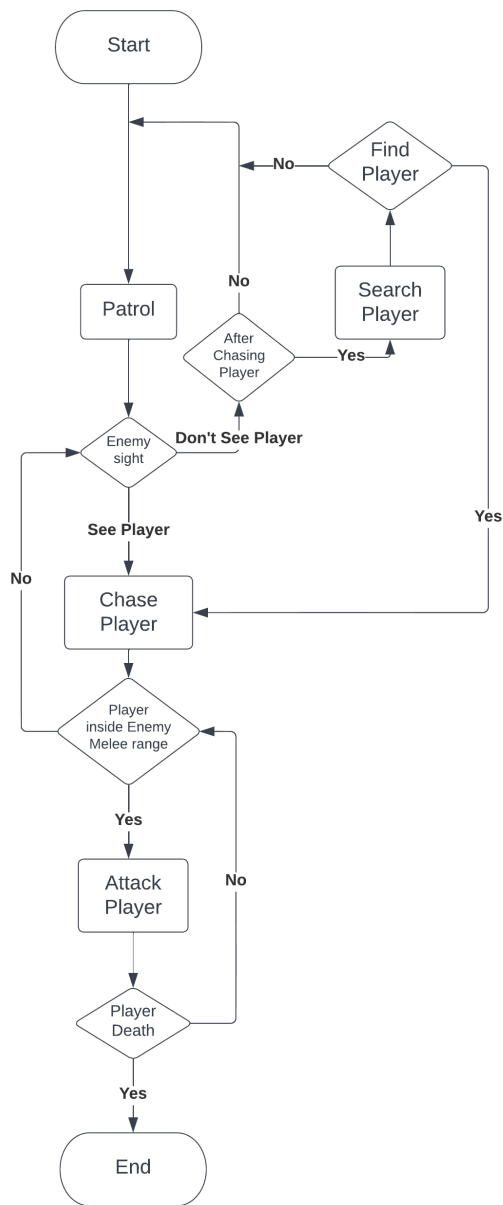 Start
No
Find
Player
No
Patrol
Search
Player
After
Chasing
Player
Yes
Enemy
sight
Don't See Player
See Player
Yes
No
Chase
Player
Player
inside Enemy
Melee range
Yes
Attack
Player
No
Player
Death
Yes
End